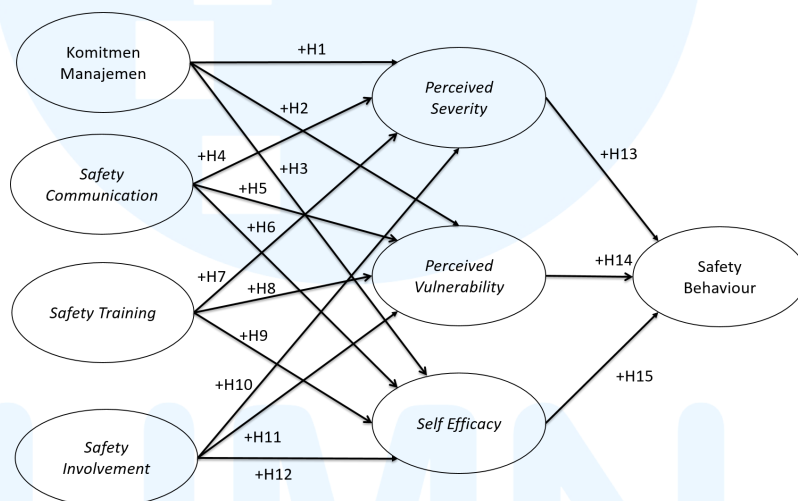 Komitmen
Manajemen
+H1
Perceived
Severity
+H2
+H4
+H3
+H13
Safety
Communication
+H5
+H6
Perceived
Vulnerability
+H14
Safety
Behaviour
+H7
+H8
Safety Training
+H9
+H10
+H15
Self Efficacy
Safety
Involvement
+H11
+H12
UMN